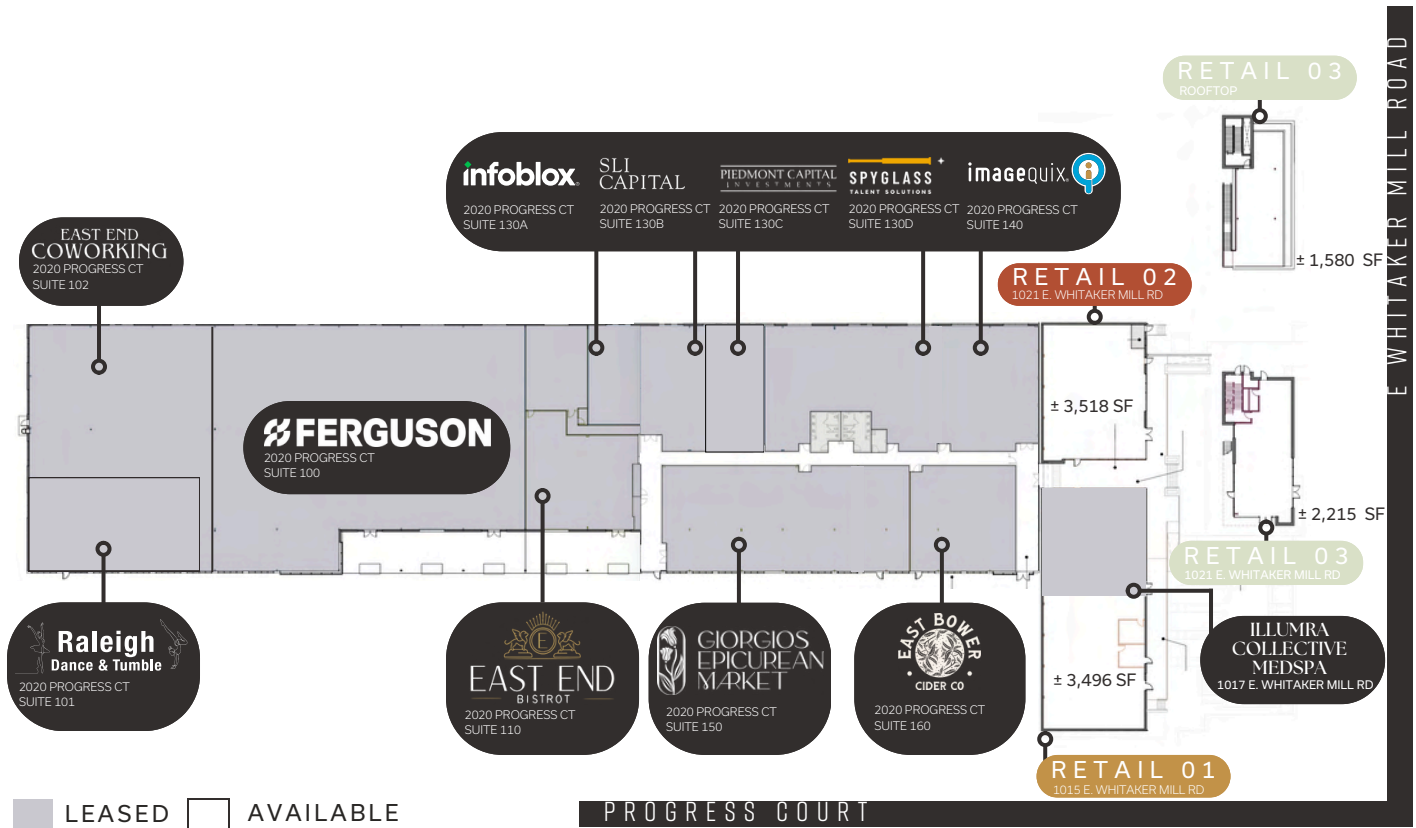 RETAIL 03
ROOFTOP
E WHITAKER MILL ROAD
± 1,580 SF
infoblox.
2020 PROGRESS CT
SUITE 130A
SLI
CAPITAL
2020 PROGRESS CT
SUITE 130B
PIEDMONT CAPITAL
INVESTMENTS
2020 PROGRESS CT
SUITE 130C
SPYGLASS
TALENT SOLUTIONS
2020 PROGRESS CT
SUITE 130D
imagequix.
2020 PROGRESS CT
SUITE 140
EAST END
COWORKING
2020 PROGRESS CT
SUITE 102
RETAIL 02
1021 E. WHITAKER MILL RD
± 3,518 SF
FERGUSON
2020 PROGRESS CT
SUITE 100
± 2,215 SF
RETAIL 03
1021 E. WHITAKER MILL RD
Raleigh
Dance & Tumble
2020 PROGRESS CT
SUITE 101
E
EAST END
BISTROT
2020 PROGRESS CT
SUITE 110
GIORGIOS
EPICUREAN
MARKET
2020 PROGRESS CT
SUITE 150
EAST BOWER
CIDER CO
2020 PROGRESS CT
SUITE 160
ILLUMRA
COLLECTIVE
MEDSPA
1017 E. WHITAKER MILL RD
± 3,496 SF
RETAIL 01
1015 E. WHITAKER MILL RD
LEASED
AVAILABLE
PROGRESS COURT